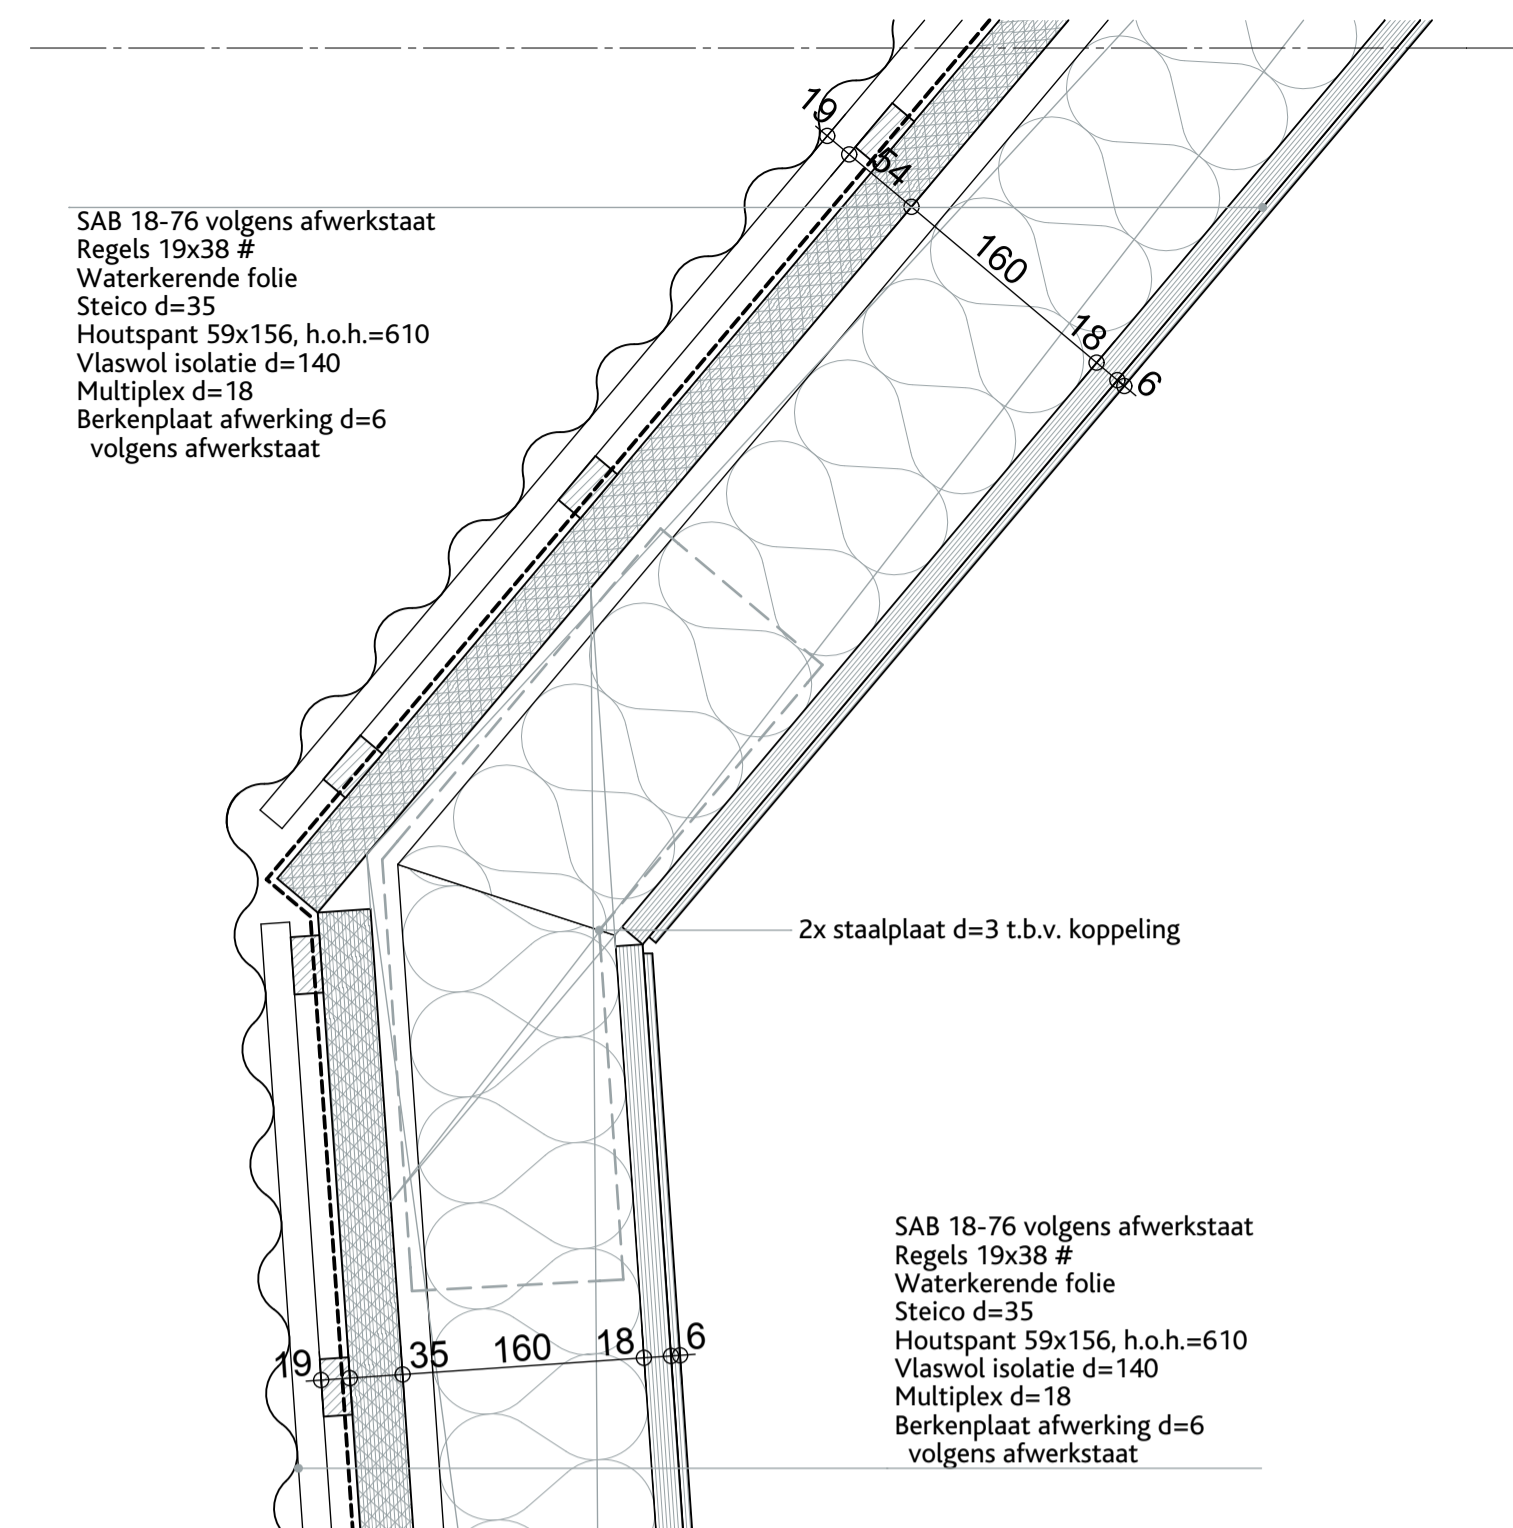 19
54
SAB 18-76 volgens afwerkstaat
Regels 19x38 #
Waterkerende folie
Steico d=35
Houtspant 59x156, h.o.h.=610
Vlaswol isolatie d=140
Multiplex d=18
Berkenplaat afwerking d=6
volgens afwerkstaat
160
18
6
2x staalplaat d=3 t.b.v. koppeling
SAB 18-76 volgens afwerkstaat
Regels 19x38 #
Waterkerende folie
Steico d=35
Houtspant 59x156, h.o.h.=610
Vlaswol isolatie d=140
Multiplex d=18
Berkenplaat afwerking d=6
volgens afwerkstaat
19 35 160 18 6